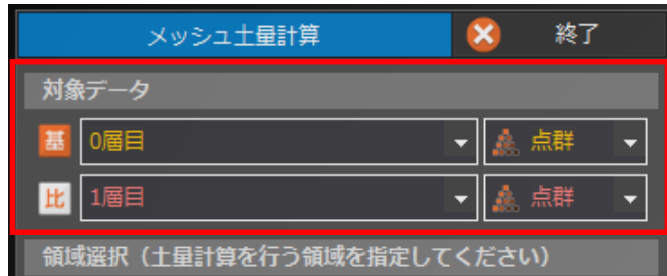 メッシュ土量計算 終了
対象データ
基 0層目 点群
比 1層目 点群
領域選択（土量計算を行う領域を指定してください）